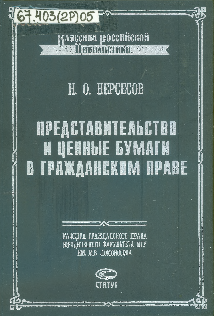 67.403(2Р)05
Классика Российской
Цивилистики
Н. О. НЕРСЕСОВ
ПРЕДСТАВИТЕЛЬСТВО
И ЦЕННЫЕ БУМАГИ
В ГРАЖДАНСКОМ ПРАВЕ
КАФЕДРА ГРАЖДАНСКОГО ПРАВА
ЮРИДИЧЕСКОГО ФАКУЛЬТЕТА МГУ
ИМ. М.В. ЛОМОНОСОВА
СТАТУТ